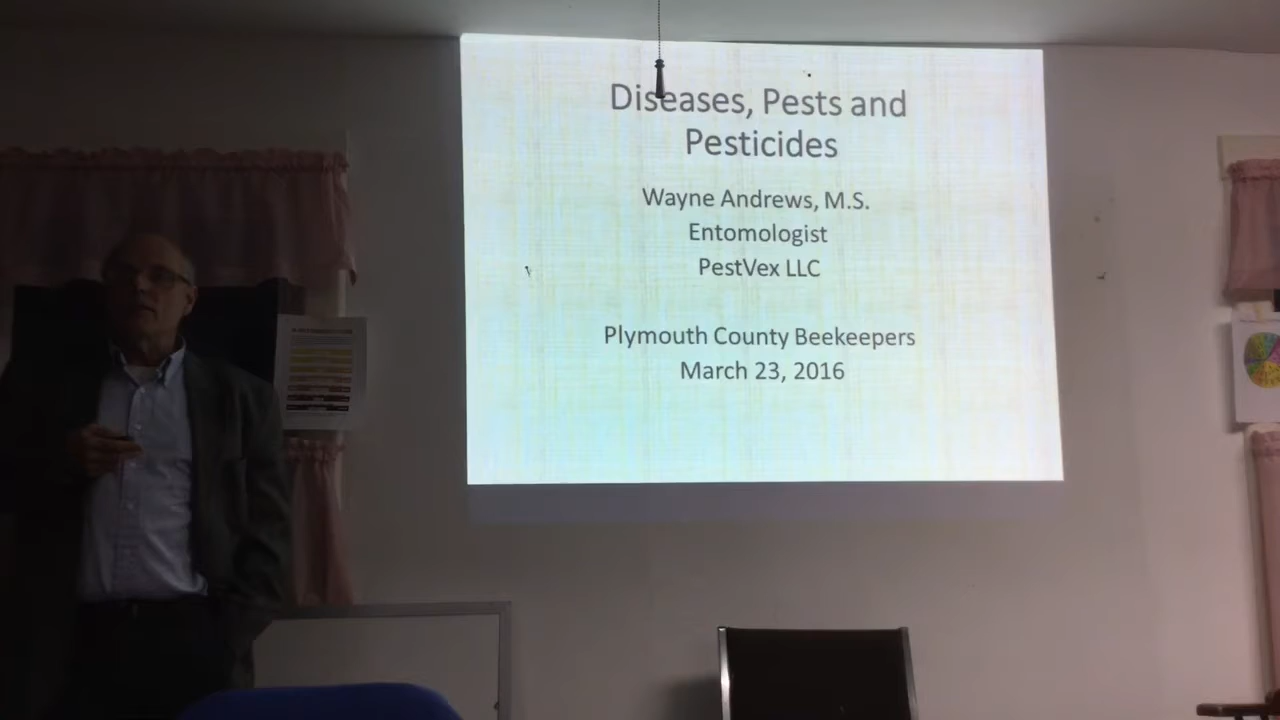 Diseases, Pests and
Pesticides
Wayne Andrews, M.S.
Entomologist
PestVex LLC
Plymouth County Beekeepers
March 23, 2016